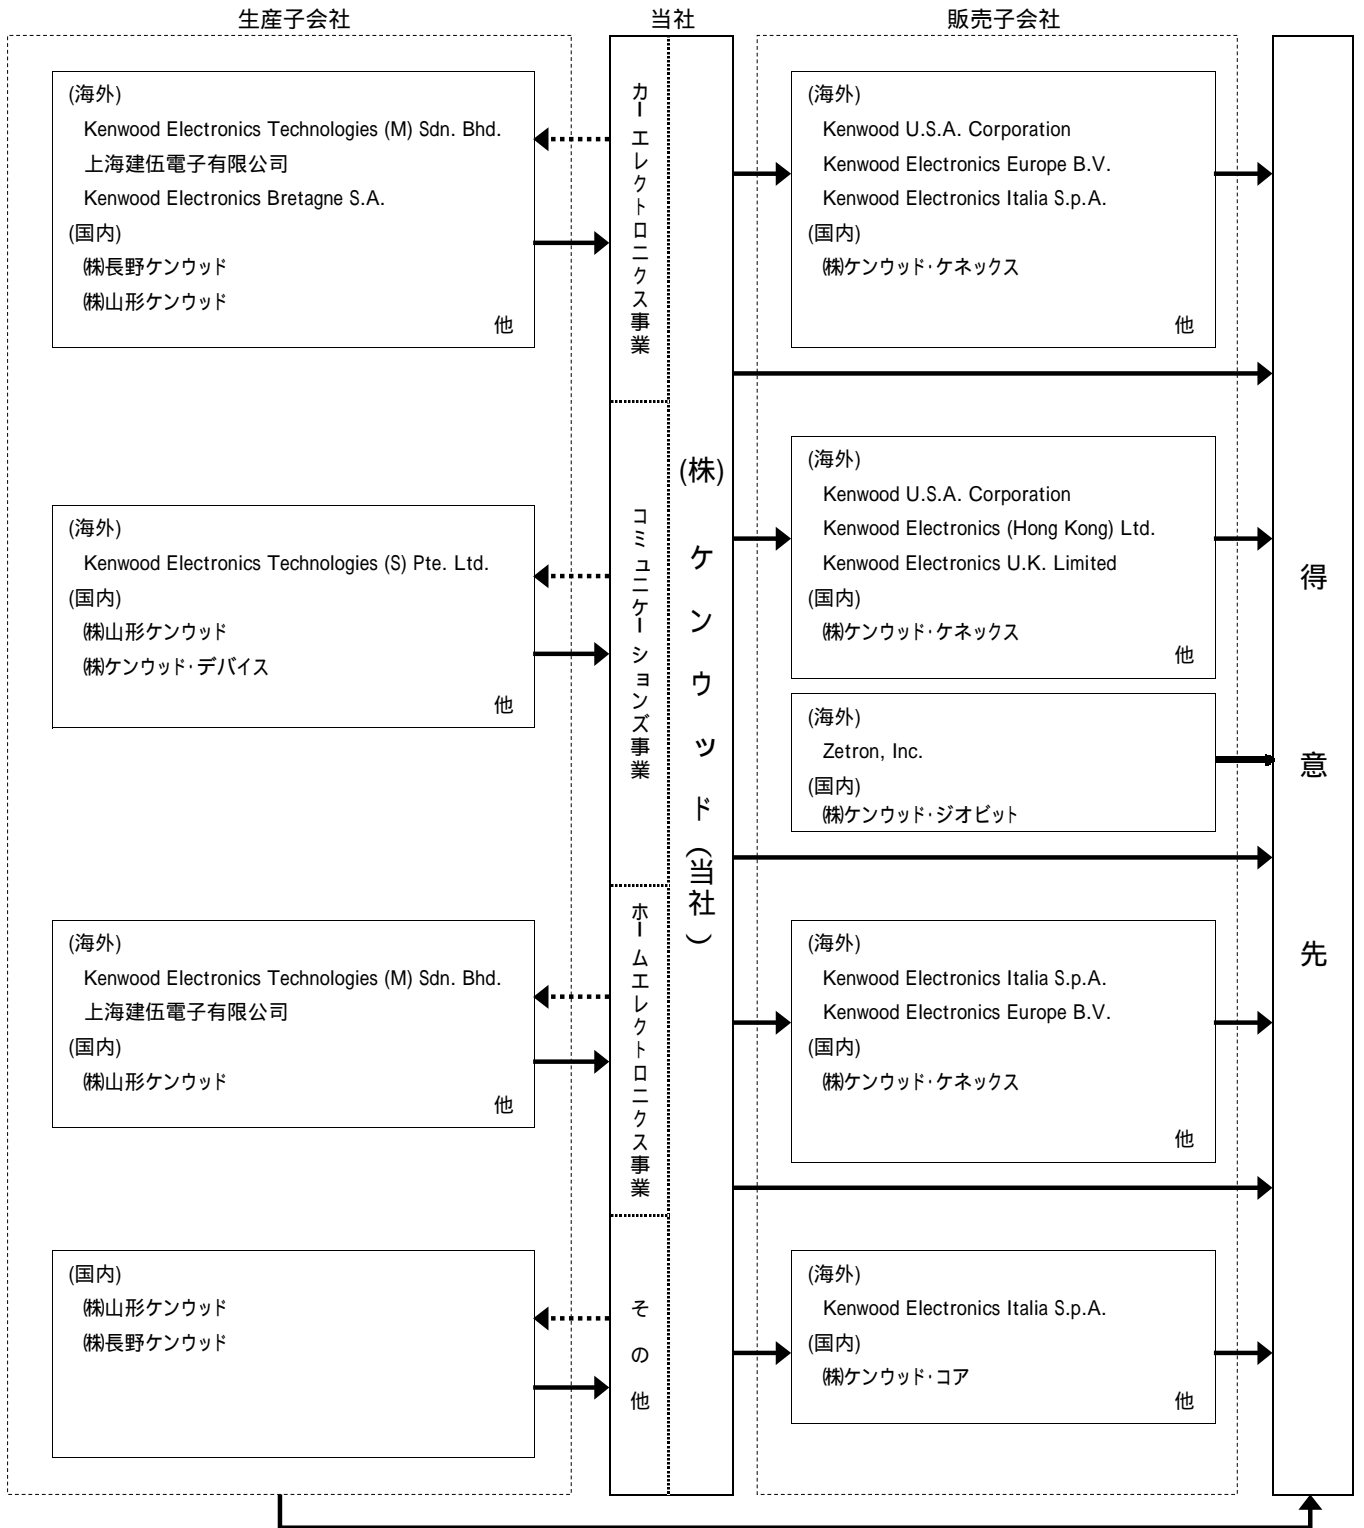 生産子会社
当社
販売子会社
(海外)
Kenwood Electronics Technologies (M) Sdn. Bhd.
上海建伍電子有限公司
Kenwood Electronics Bretagne S.A.
(国内)
㈱長野ケンウッド
㈱山形ケンウッド
他
カーエレクトロニクス事業
(海外)
Kenwood U.S.A. Corporation
Kenwood Electronics Europe B.V.
Kenwood Electronics Italia S.p.A.
(国内)
㈱ケンウッド・ケネックス
他
(海外)
Kenwood Electronics Technologies (S) Pte. Ltd.
(国内)
㈱山形ケンウッド
㈱ケンウッド・デバイス
他
コミュニケーションズ事業
(株)ケンウッド(当社)
(海外)
Kenwood U.S.A. Corporation
Kenwood Electronics (Hong Kong) Ltd.
Kenwood Electronics U.K. Limited
(国内)
㈱ケンウッド・ケネックス
他
(海外)
Zetron, Inc.
(国内)
㈱ケンウッド・ジオビット
得意先
(海外)
Kenwood Electronics Technologies (M) Sdn. Bhd.
上海建伍電子有限公司
(国内)
㈱山形ケンウッド
他
ホームエレクトロニクス事業
(海外)
Kenwood Electronics Italia S.p.A.
Kenwood Electronics Europe B.V.
(国内)
㈱ケンウッド・ケネックス
他
(国内)
㈱山形ケンウッド
㈱長野ケンウッド
その他
(海外)
Kenwood Electronics Italia S.p.A.
(国内)
㈱ケンウッド・コア
他